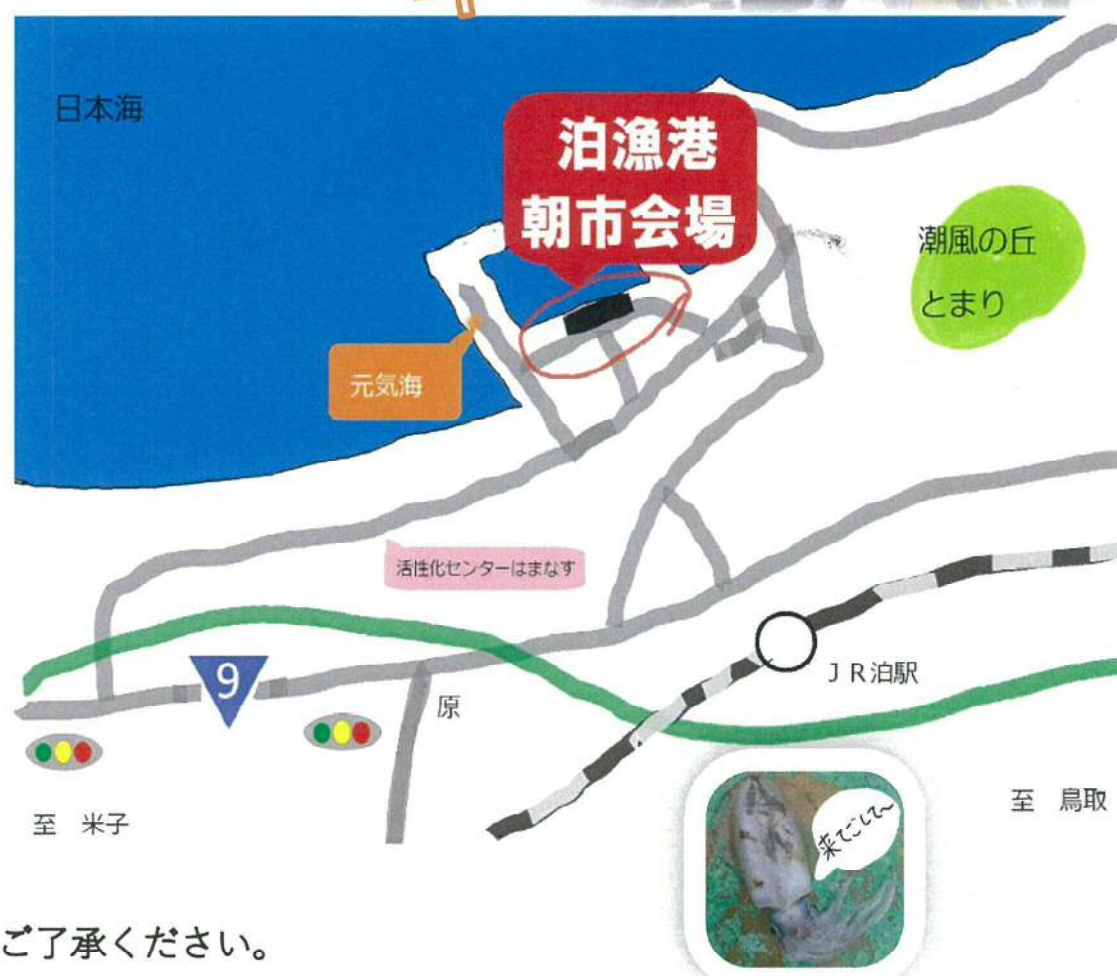 日本海
泊漁港
朝市会場
潮風の丘
とまり
元気海
活性化センターはまなす
9
原
JR泊駅
至 米子
至 鳥取
来てごして~
ご了承ください。